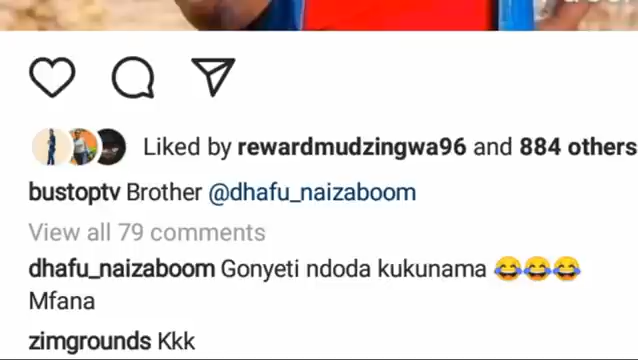 Liked by rewardmudzingwa96 and 884 others
bustoptv Brother @dhafu_naizaboom
View all 79 comments
dhafu_naizaboom Gonyeti ndoda kukunama 😂😂😂
Mfana
zimgrounds Kkk